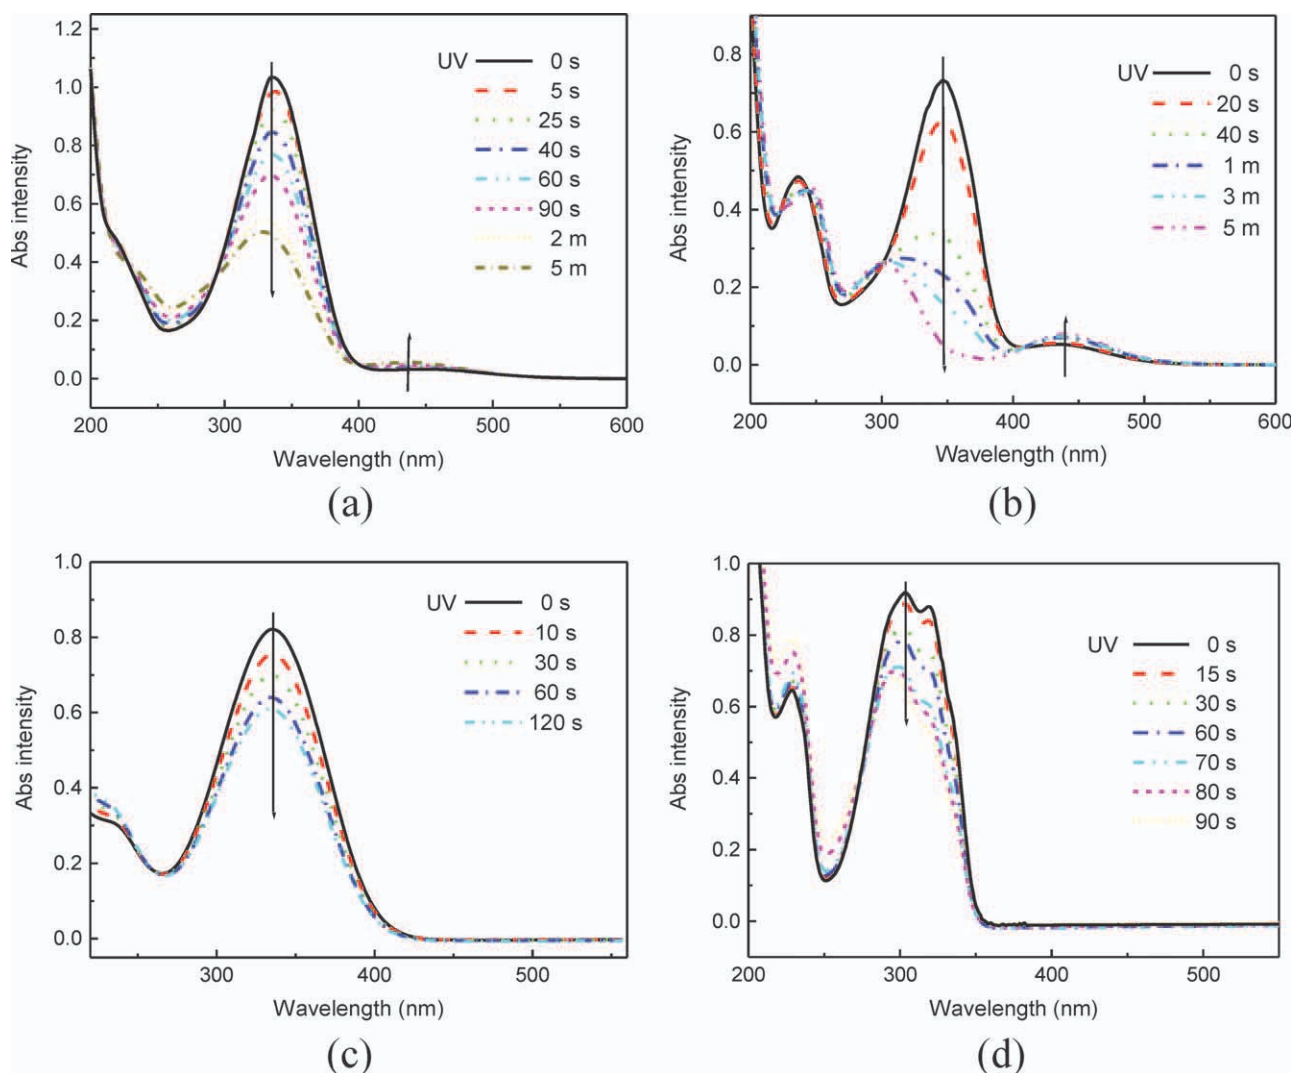 1.2
1.0
0.8
0.6
0.4
0.2
0.0
Abs intensity
UV 0 s
5 s
25 s
40 s
60 s
90 s
2 m
5 m
200 300 400 500 600
Wavelength (nm)
(a)
0.8
0.6
0.4
0.2
0.0
Abs intensity
UV 0 s
20 s
40 s
1 m
3 m
5 m
200 300 400 500 600
Wavelength (nm)
(b)
1.0
0.8
0.6
0.4
0.2
0.0
Abs intensity
UV 0 s
10 s
30 s
60 s
120 s
300 400 500
Wavelength (nm)
(c)
1.0
0.8
0.6
0.4
0.2
0.0
Abs intensity
UV 0 s
15 s
30 s
60 s
70 s
80 s
90 s
200 300 400 500
Wavelength (nm)
(d)